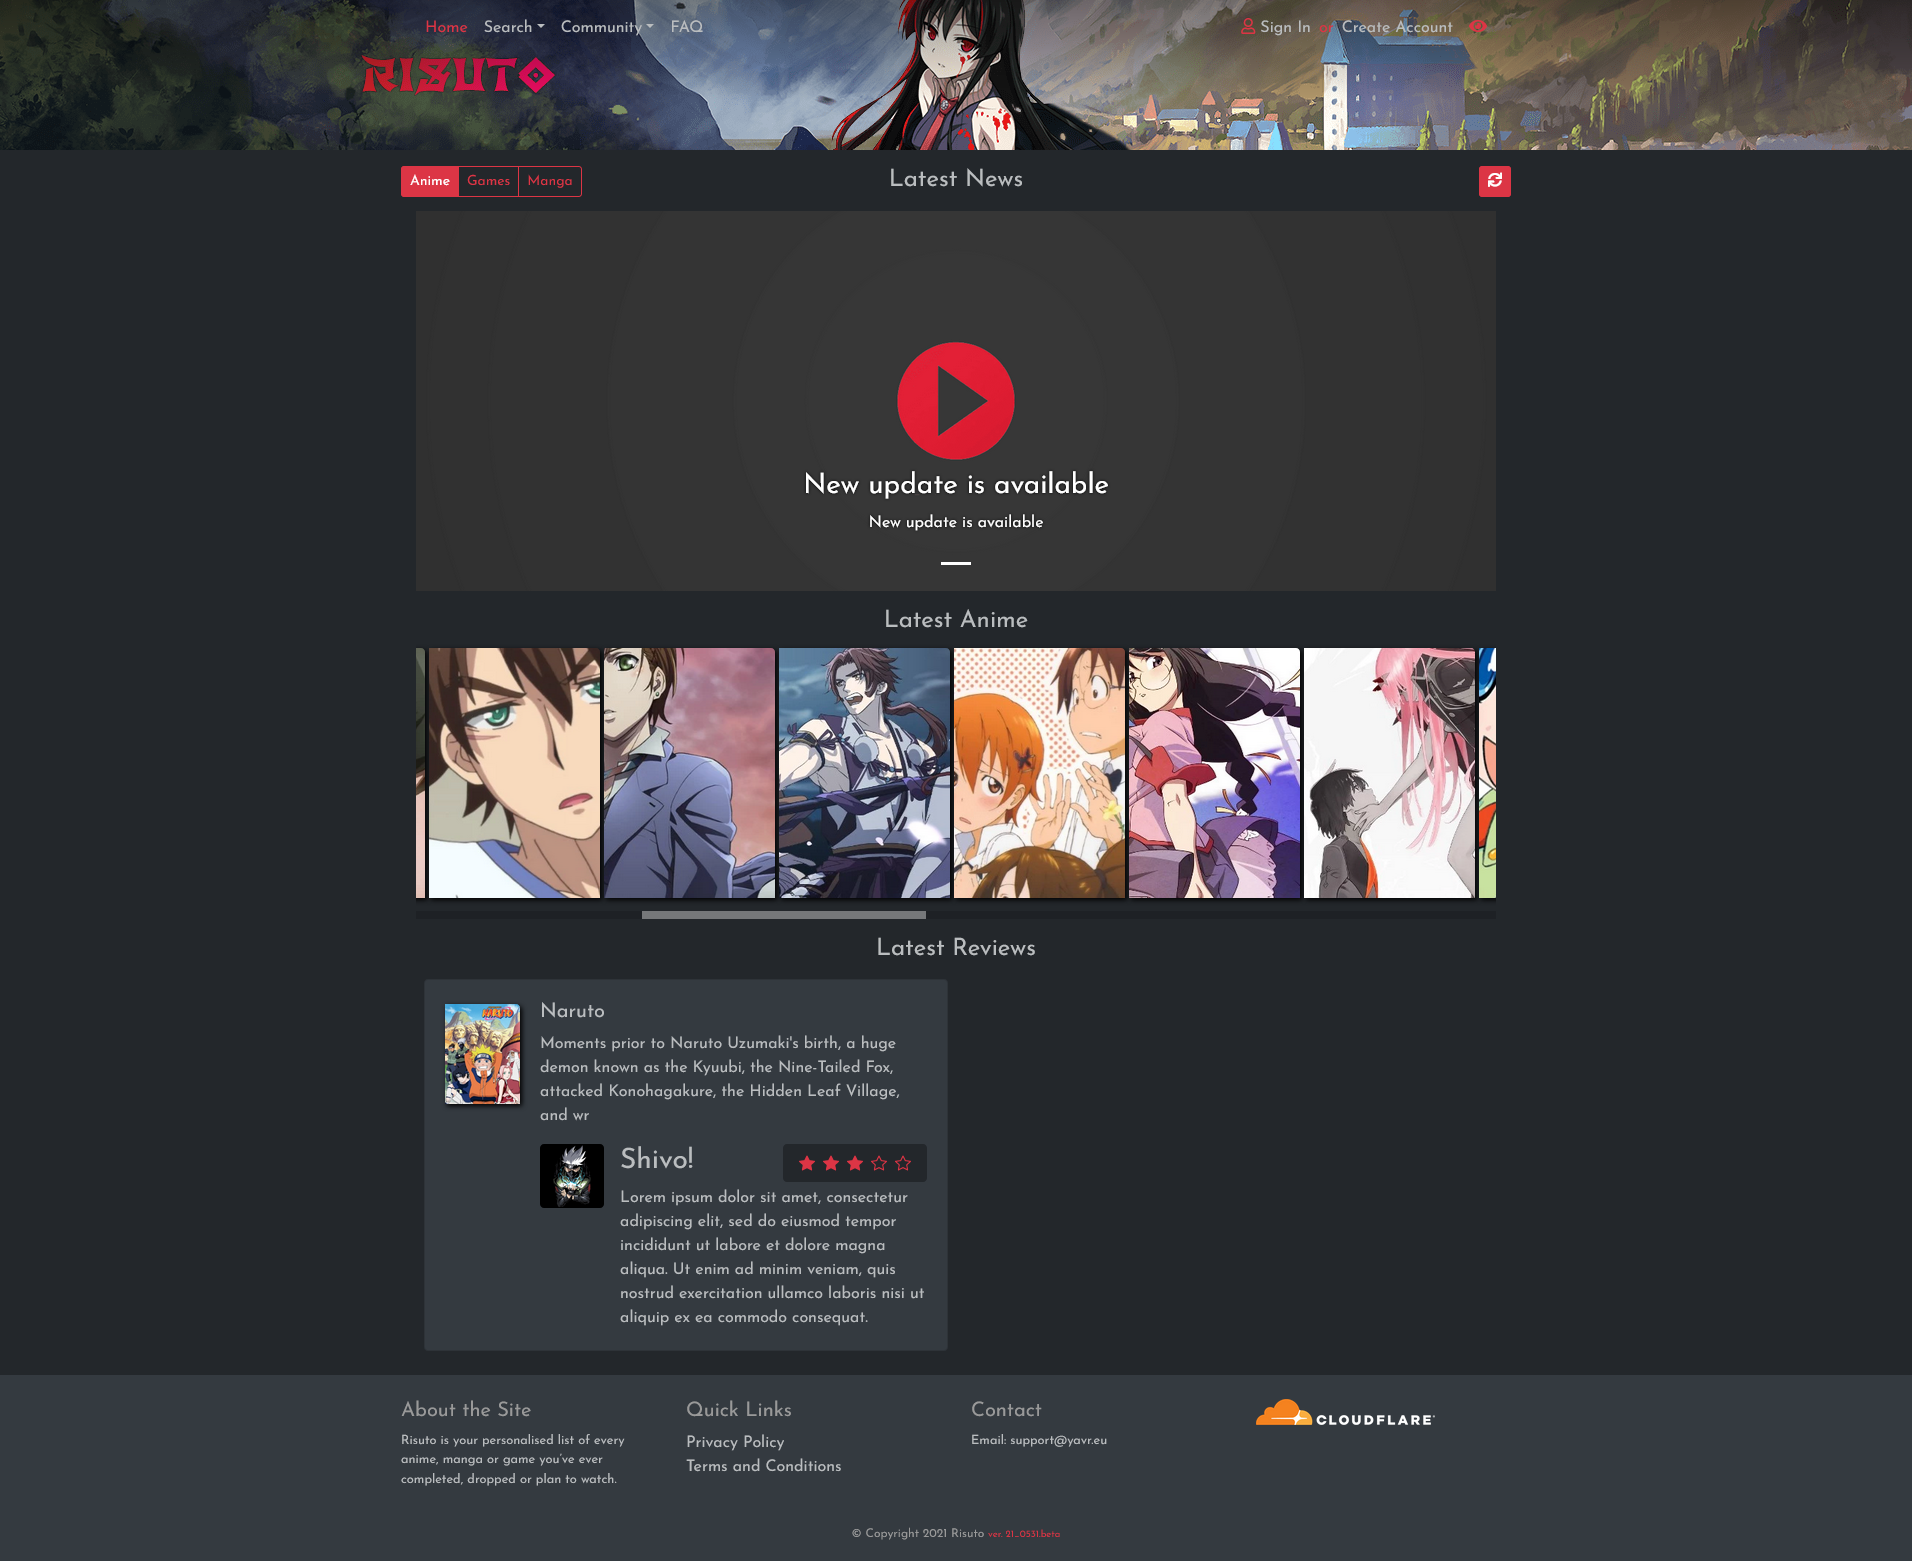 Home Search Community FAQ Sign In or Create Account
RISUTO
Anime Games Manga Latest News
New update is available
New update is available
Latest Anime
Latest Reviews
NARUTO
Naruto
Moments prior to Naruto Uzumaki's birth, a huge
demon known as the Kyuubi, the Nine-Tailed Fox,
attacked Konohagakure, the Hidden Leaf Village,
and wr
Shivo!
Lorem ipsum dolor sit amet, consectetur
adipiscing elit, sed do eiusmod tempor
incididunt ut labore et dolore magna
aliqua. Ut enim ad minim veniam, quis
nostrud exercitation ullamco laboris nisi ut
aliquip ex ea commodo consequat.
About the Site
Risuto is your personalised list of every
anime, manga or game you've ever
completed, dropped or plan to watch.
Quick Links
Privacy Policy
Terms and Conditions
Contact
Email: support@yavr.eu
CLOUDFLARE
© Copyright 2021 Risuto ver. 21_0531.beta